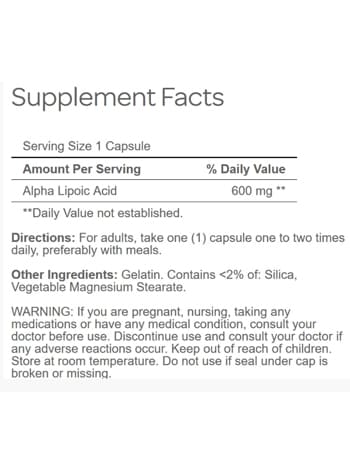 Supplement Facts
Serving Size 1 Capsule
Amount Per Serving % Daily Value
Alpha Lipoic Acid 600 mg **
**Daily Value not established.
Directions: For adults, take one (1) capsule one to two times
daily, preferably with meals.
Other Ingredients: Gelatin. Contains <2% of: Silica,
Vegetable Magnesium Stearate.
WARNING: If you are pregnant, nursing, taking any
medications or have any medical condition, consult your
doctor before use. Discontinue use and consult your doctor if
any adverse reactions occur. Keep out of reach of children.
Store at room temperature. Do not use if seal under cap is
broken or missing.